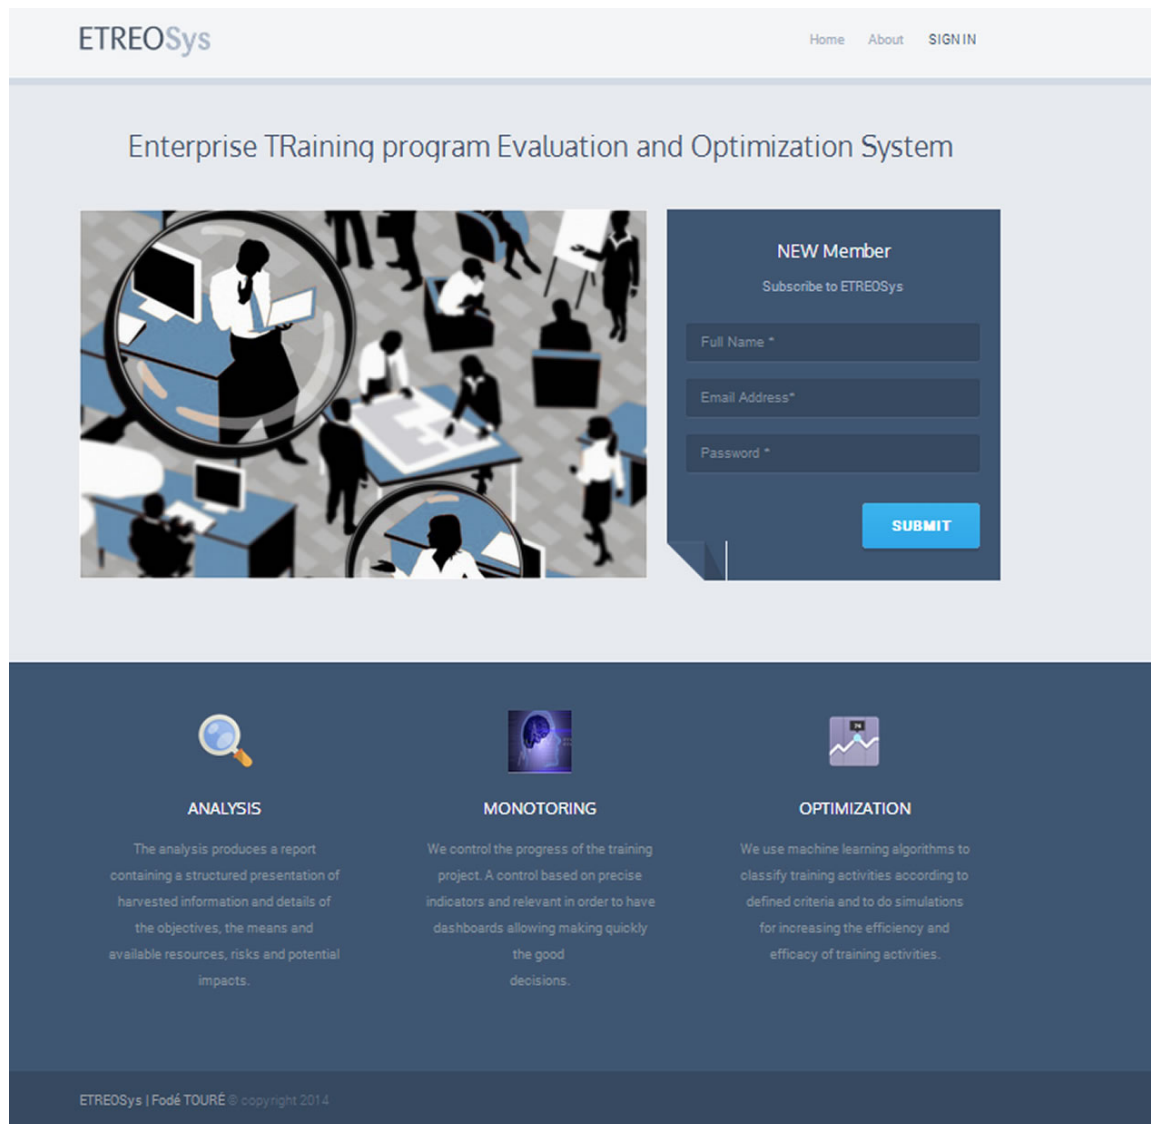 ETREOSys
Home About SIGN IN
Enterprise TRaining program Evaluation and Optimization System
NEW Member
Subscribe to ETREOSys
Full Name *
Email Address*
Password *
SUBMIT
ANALYSIS
The analysis produces a report
containing a structured presentation of
harvested information and details of
the objectives, the means and
available resources, risks and potential
impacts.
MONOTORING
We control the progress of the training
project. A control based on precise
indicators and relevant in order to have
dashboards allowing making quickly
the good
decisions.
74
OPTIMIZATION
We use machine learning algorithms to
classify training activities according to
defined criteria and to do simulations
for increasing the efficiency and
efficacy of training activities.
ETREOSys | Fodé TOURÉ © copyright 2014